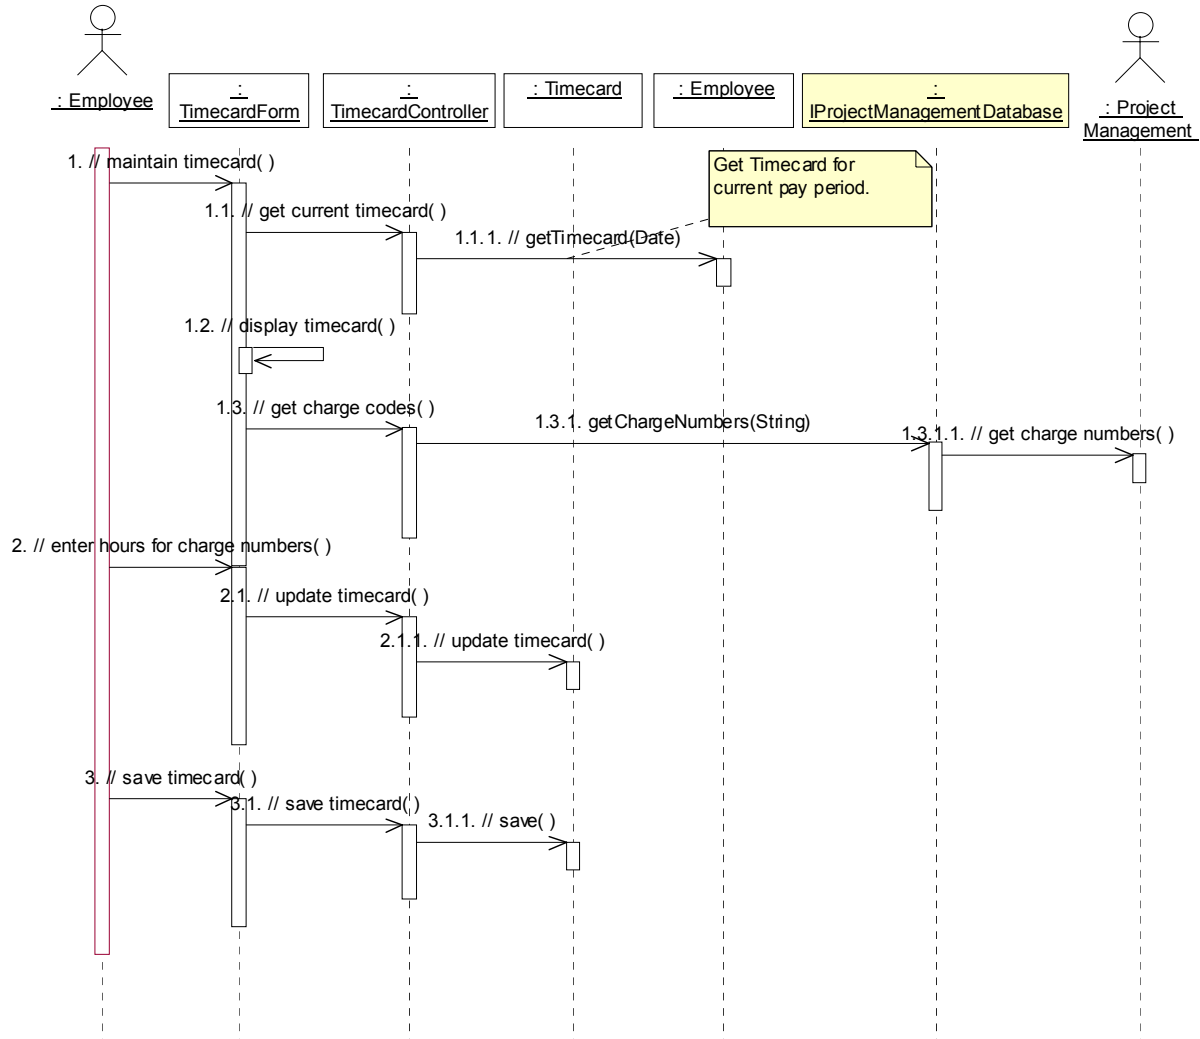 : Employee
:
TimecardForm
:
TimecardController
: Timecard
: Employee
:
IProjectManagementDatabase
: Project
Management
1. // maintain timecard( )
Get Timecard for
current pay period.
1.1. // get current timecard( )
1.1.1. // getTimecard(Date)
1.2. // display timecard( )
1.3. // get charge codes( )
1.3.1. getChargeNumbers(String)
1.3.1.1. // get charge numbers( )
2. // enter hours for charge numbers( )
2.1. // update timecard( )
2.1.1. // update timecard( )
3. // save timecard( )
3.1. // save timecard( )
3.1.1. // save( )